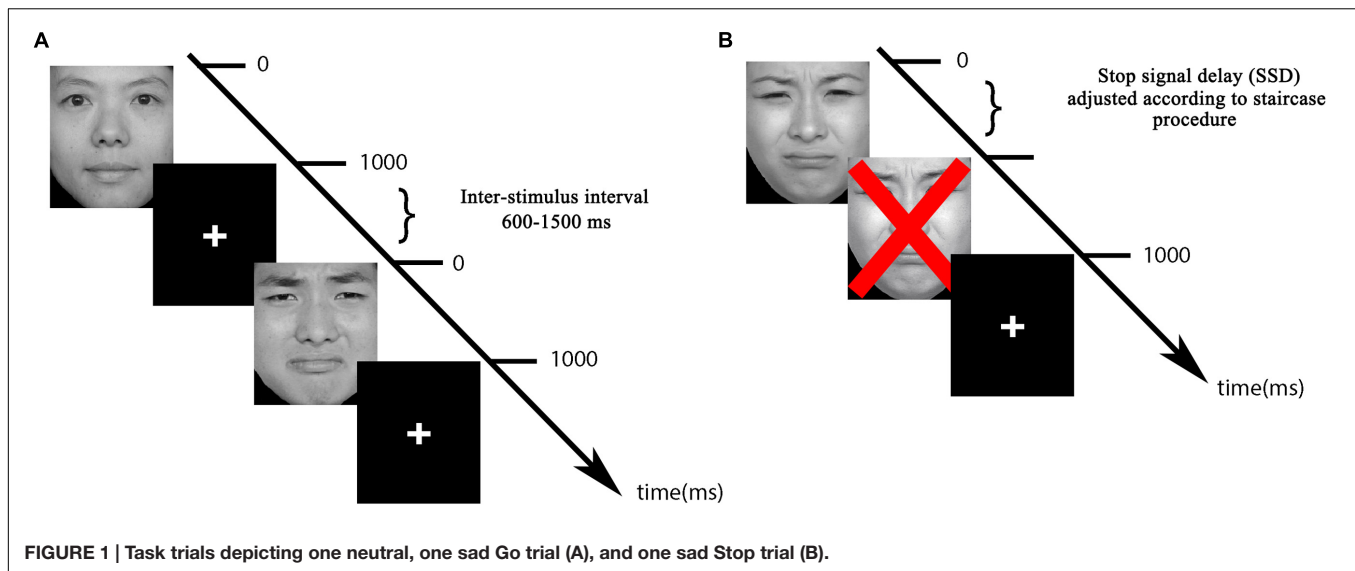 A
0
1000
Inter-stimulus interval
600-1500 ms
0
1000
time(ms)
B
0
Stop signal delay (SSD)
adjusted according to staircase
procedure
1000
time(ms)
FIGURE 1 | Task trials depicting one neutral, one sad Go trial (A), and one sad Stop trial (B).